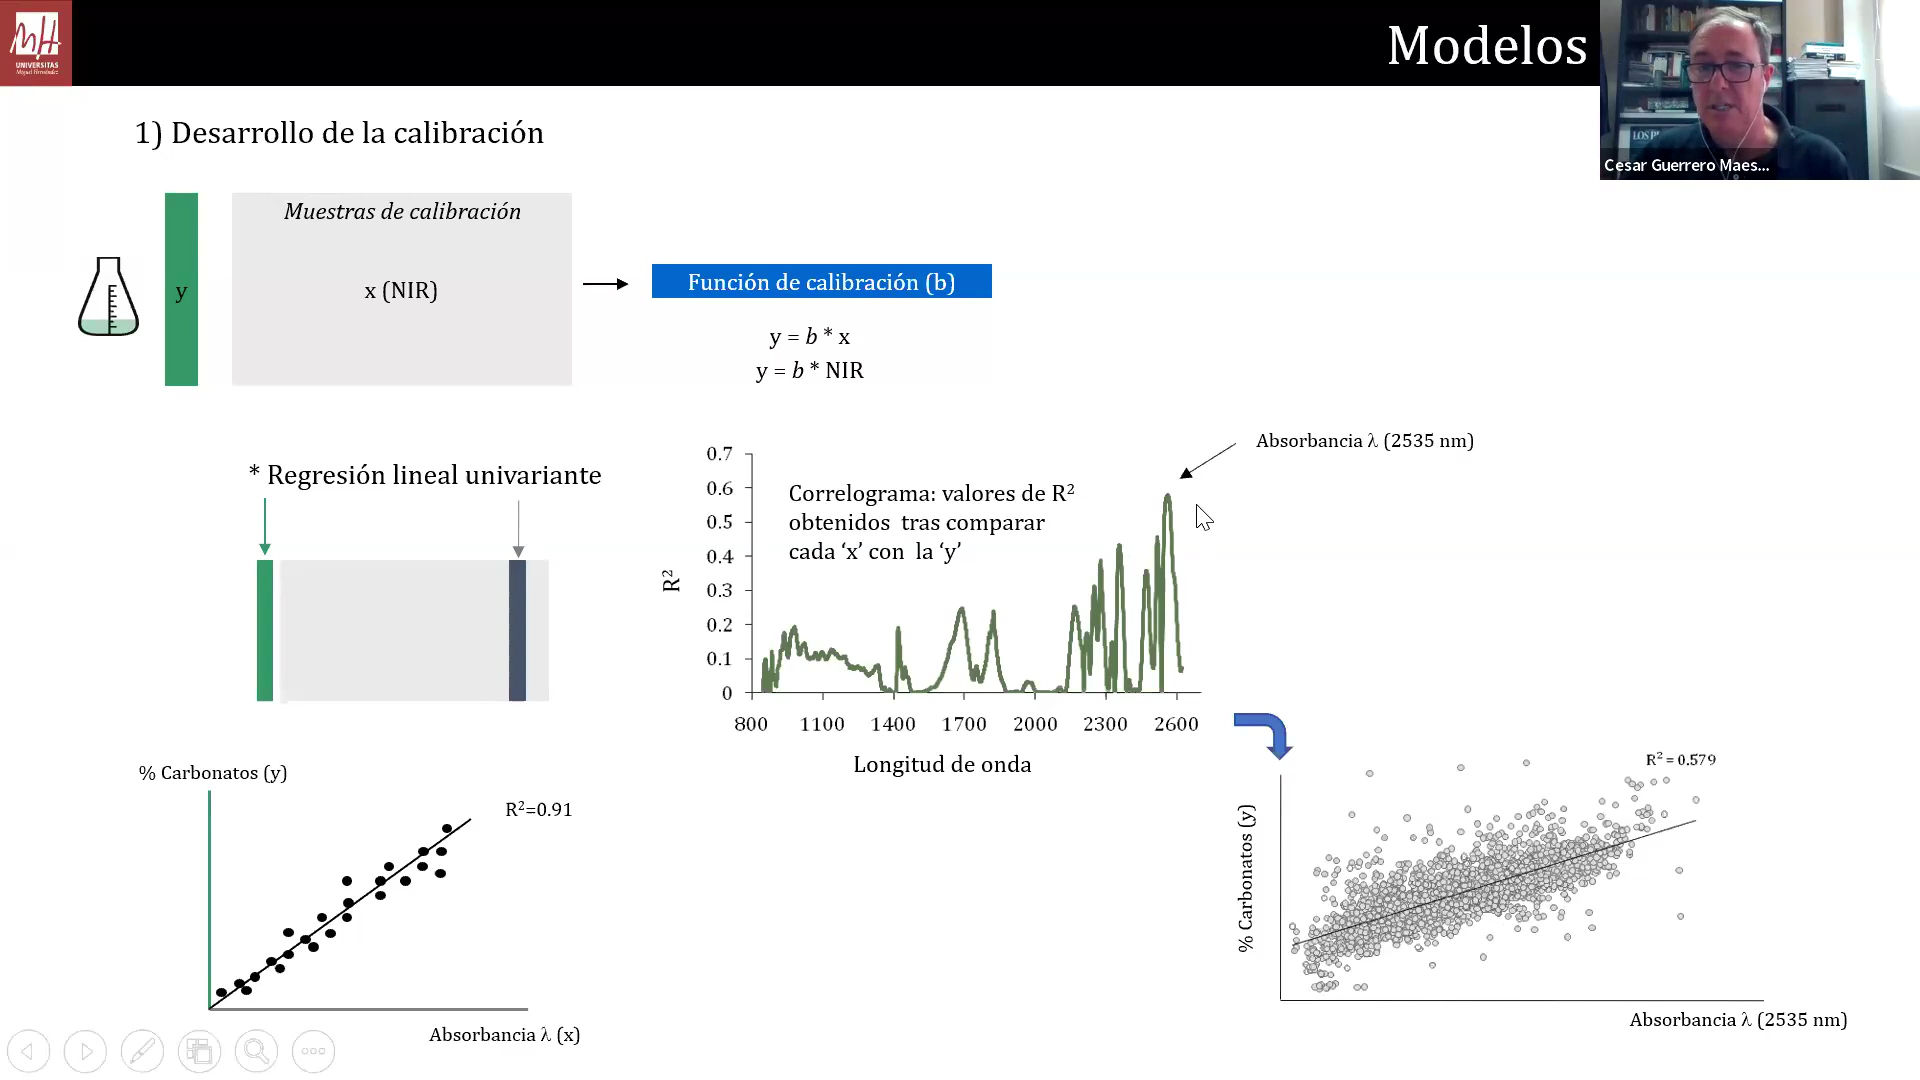 UNIVERSITAS
Miguel Hernández
Modelos
LOS P
Cesar Guerrero Maes...
1) Desarrollo de la calibración
Muestras de calibración
y
x (NIR)
Función de calibración (b)
y = b * x
y = b * NIR
* Regresión lineal univariante
Absorbancia λ (2535 nm)
Correlograma: valores de R²
obtenidos tras comparar
cada ‘x’ con la ‘y’
R²
0.7
0.6
0.5
0.4
0.3
0.2
0.1
0
800 1100 1400 1700 2000 2300 2600
Longitud de onda
% Carbonatos (y)
R²=0.91
Absorbancia λ (x)
R² = 0.579
% Carbonatos (y)
Absorbancia λ (2535 nm)